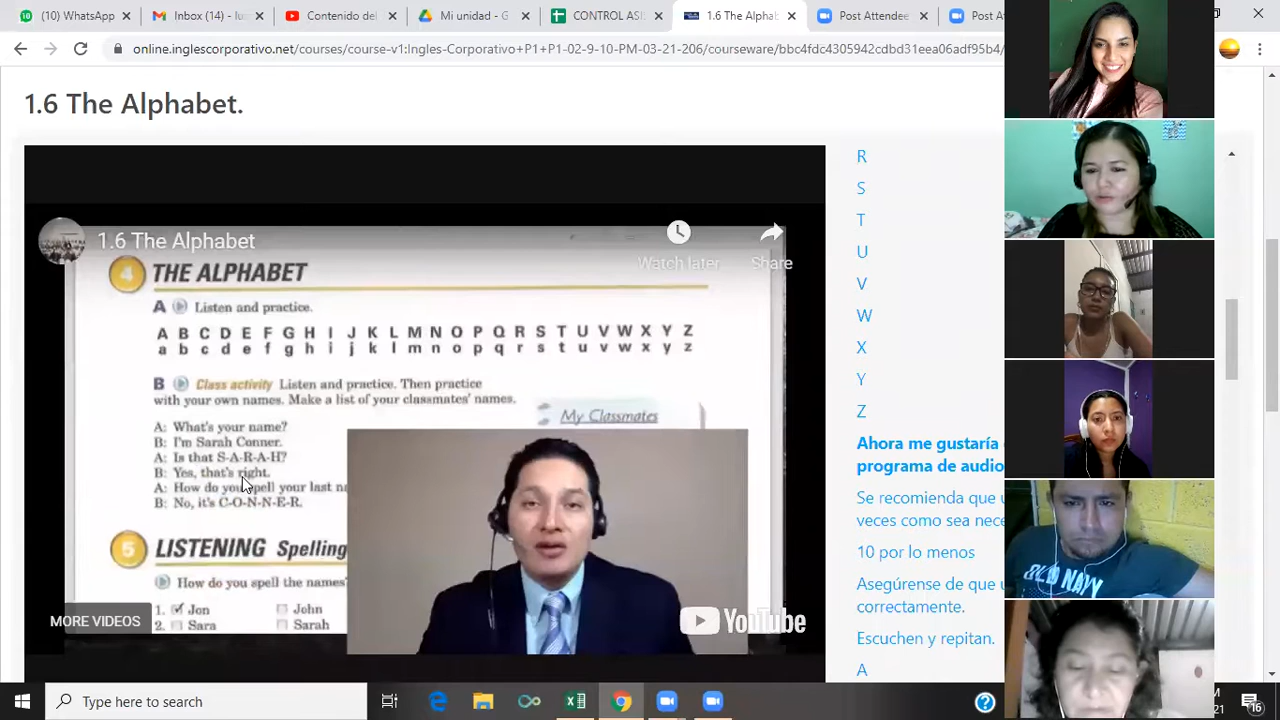 (10) WhatsApp
Inbox (14) - lu
Contenido del
Mi unidad - G
CONTROL ASI
1.6 The Alphab
Post Attendee
Post A
online.inglescorporativo.net/courses/course-v1:Ingles-Corporativo+P1+P1-02-9-10-PM-03-21-206/courseware/bbc4fdc4305942cdbd31eea06adf95b4/
1.6 The Alphabet.
1.6 The Alphabet
Watch later
Share
4 THE ALPHABET
A Listen and practice.
A B C D E F G H I J K L M N O P Q R S T U V W X Y Z
a b c d e f g h i j k l m n o p q r s t u v w x y z
B Class activity Listen and practice. Then practice
with your own names. Make a list of your classmates' names.
My Classmates
A: What's your name?
B: I'm Sarah Conner.
A: Is that S-A-R-A-H?
B: Yes, that's right.
A: How do you spell your last na
B: No, it's C-O-N-N-E-R.
5 LISTENING Spelling
How do you spell the names?
1. Jon John
2. Sara Sarah
MORE VIDEOS
YouTube
R
S
T
U
V
W
X
Y
Z
Ahora me gustaría
programa de audio
Se recomienda que u
veces como sea nece
10 por lo menos
Asegúrense de que u
correctamente.
Escuchen y repitan.
A
OLD NAVY
Type here to search
21
16